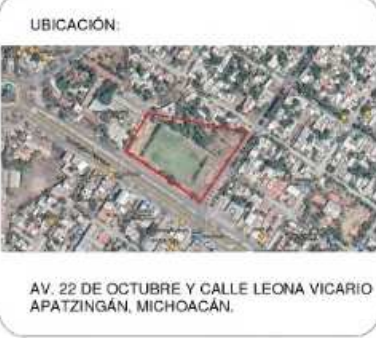 UBICACIÓN:
AV. 22 DE OCTUBRE Y CALLE LEONA VICARIO
APATZINGÁN, MICHOACÁN.